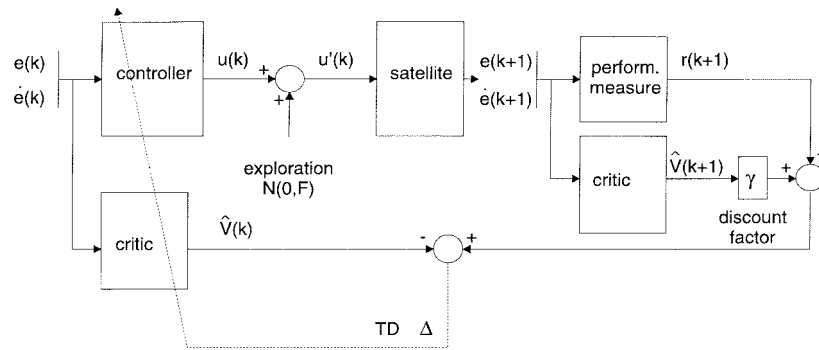 e(k)
ė(k)
controller
u(k)
+
+
u'(k)
satellite
e(k+1)
ė(k+1)
perform.
measure
r(k+1)
exploration
N(0,F)
critic
V̂(k+1)
γ
+
discount
factor
critic
V̂(k)
-
+
TD Δ